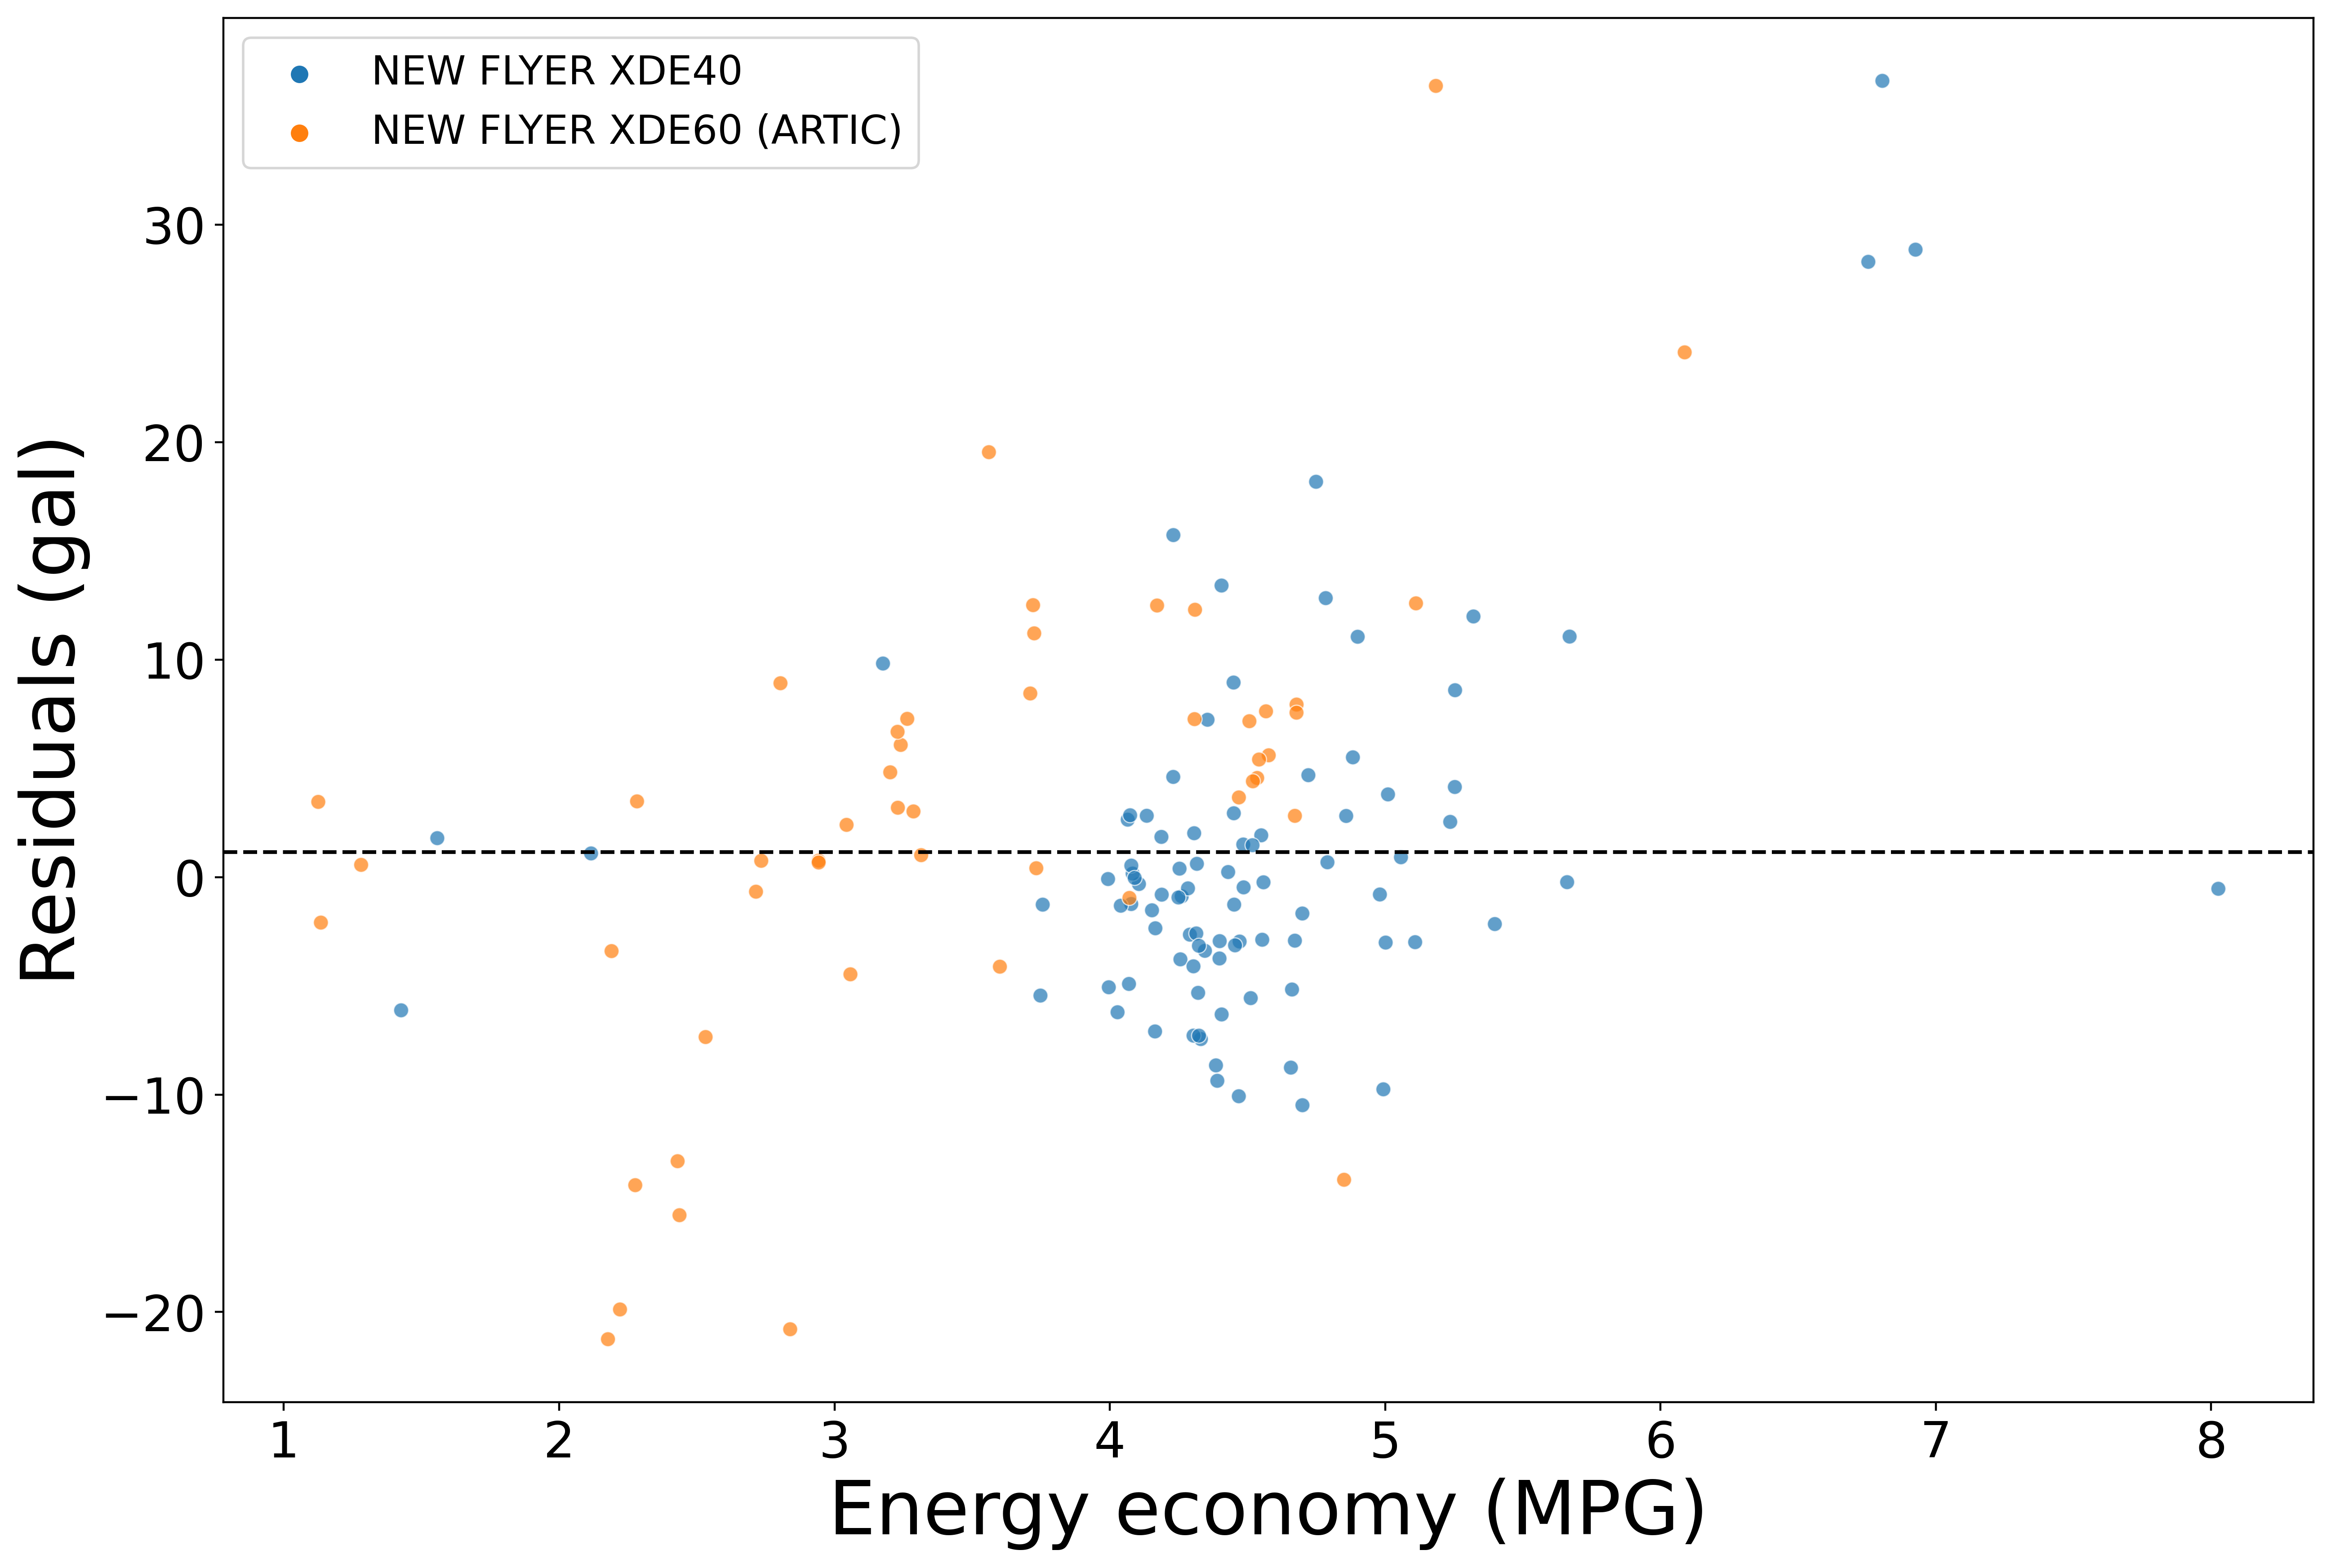 NEW FLYER XDE40
NEW FLYER XDE60 (ARTIC)
Residuals (gal)
30
20
10
0
−10
−20
1 2 3 4 5 6 7 8
Energy economy (MPG)